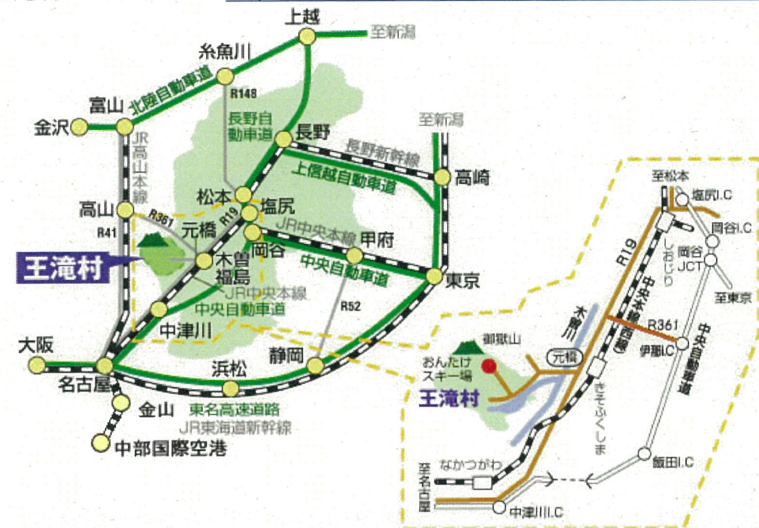 上越
至新潟
糸魚川
北陸自動車道
R148
富山
金沢
長野自
動車道
至新潟
長野
長野新幹線
上信越自動車道
高崎
JR高山本線
松本
塩尻
R19
高山
R361
元橋
岡谷
JR中央本線
甲府
R41
王滝村
木曽
福島
中央自動車道
東京
JR中央本線
中央自動車道
中津川
R52
大阪
名古屋
浜松
静岡
金山
東名高速道路
JR東海道新幹線
中部国際空港
至松本
塩尻I.C
岡谷I.C
しおじり
岡谷
JCT
至東京
R19
中央本線(西線)
R361
伊那I.C
中央自動車道
木曽川
御嶽山
元橋
おんたけ
スキー場
王滝村
きそふくしま
なかつがわ
飯田I.C
至名古屋
中津川I.C